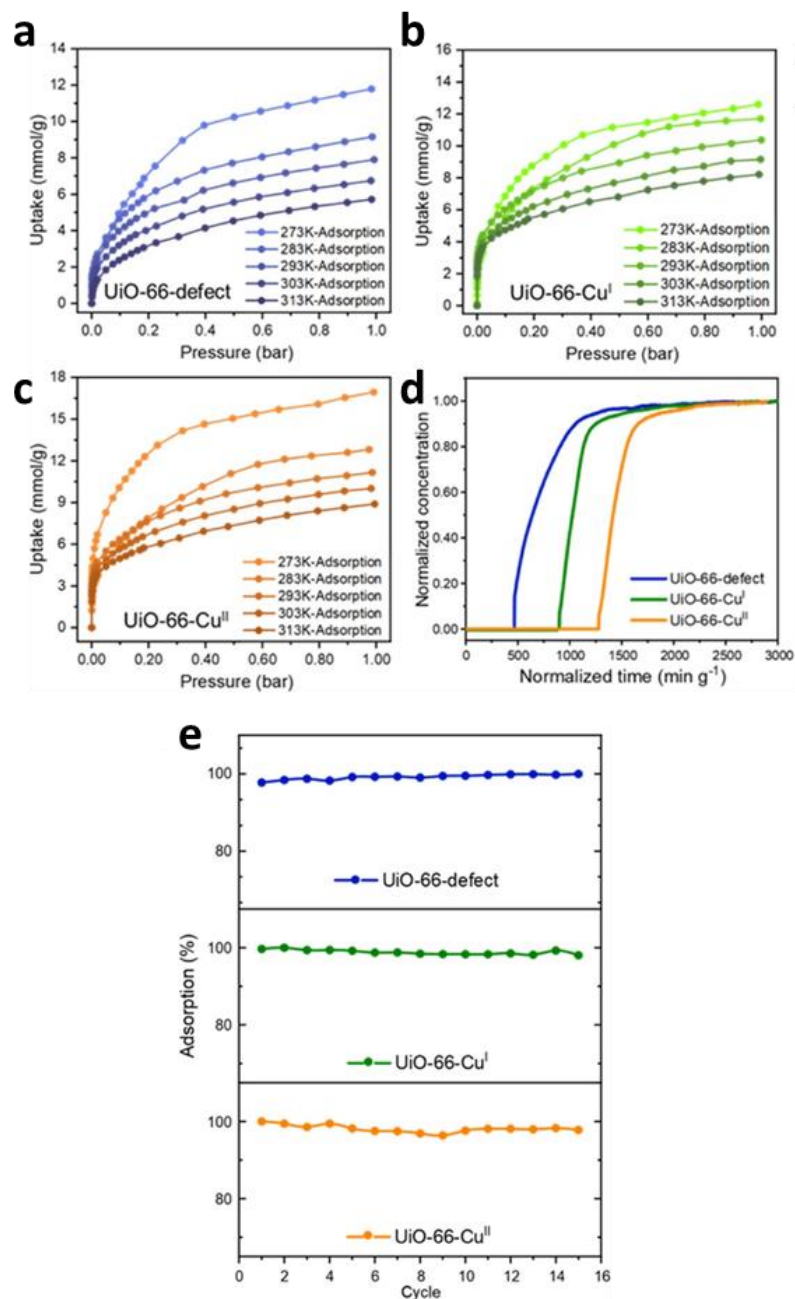 a
14
12
10
8
6
4
2
0
Uptake (mmol/g)
273K-Adsorption
283K-Adsorption
293K-Adsorption
303K-Adsorption
313K-Adsorption
UiO-66-defect
0.0 0.2 0.4 0.6 0.8 1.0
Pressure (bar)
b
16
14
12
10
8
6
4
2
0
Uptake (mmol/g)
273K-Adsorption
283K-Adsorption
293K-Adsorption
303K-Adsorption
313K-Adsorption
UiO-66-Cuᴵ
0.00 0.20 0.40 0.60 0.80 1.00
Pressure (bar)
c
18
15
12
9
6
3
0
Uptake (mmol/g)
273K-Adsorption
283K-Adsorption
293K-Adsorption
303K-Adsorption
313K-Adsorption
UiO-66-Cuᴵᴵ
0.00 0.20 0.40 0.60 0.80 1.00
Pressure (bar)
d
1.00
0.80
0.60
0.40
0.20
0.00
Normalized concentration
UiO-66-defect
UiO-66-Cuᴵ
UiO-66-Cuᴵᴵ
0 500 1000 1500 2000 2500 3000
Normalized time (min g⁻¹)
e
100
80
UiO-66-defect
100
80
UiO-66-Cuᴵ
Adsorption (%)
100
80
UiO-66-Cuᴵᴵ
0 2 4 6 8 10 12 14 16
Cycle